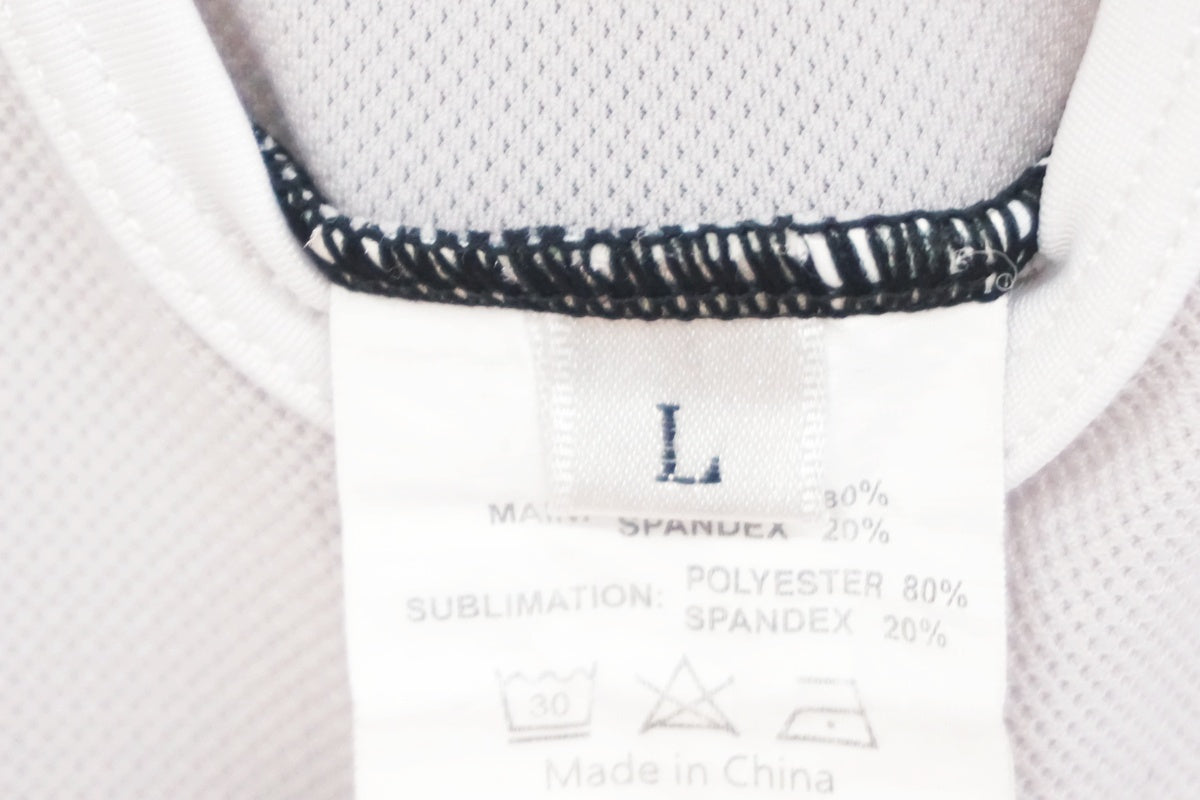 L
80%
SPANDEX 20%
SUBLIMATION: POLYESTER 80%
SPANDEX 20%
30
Made in China